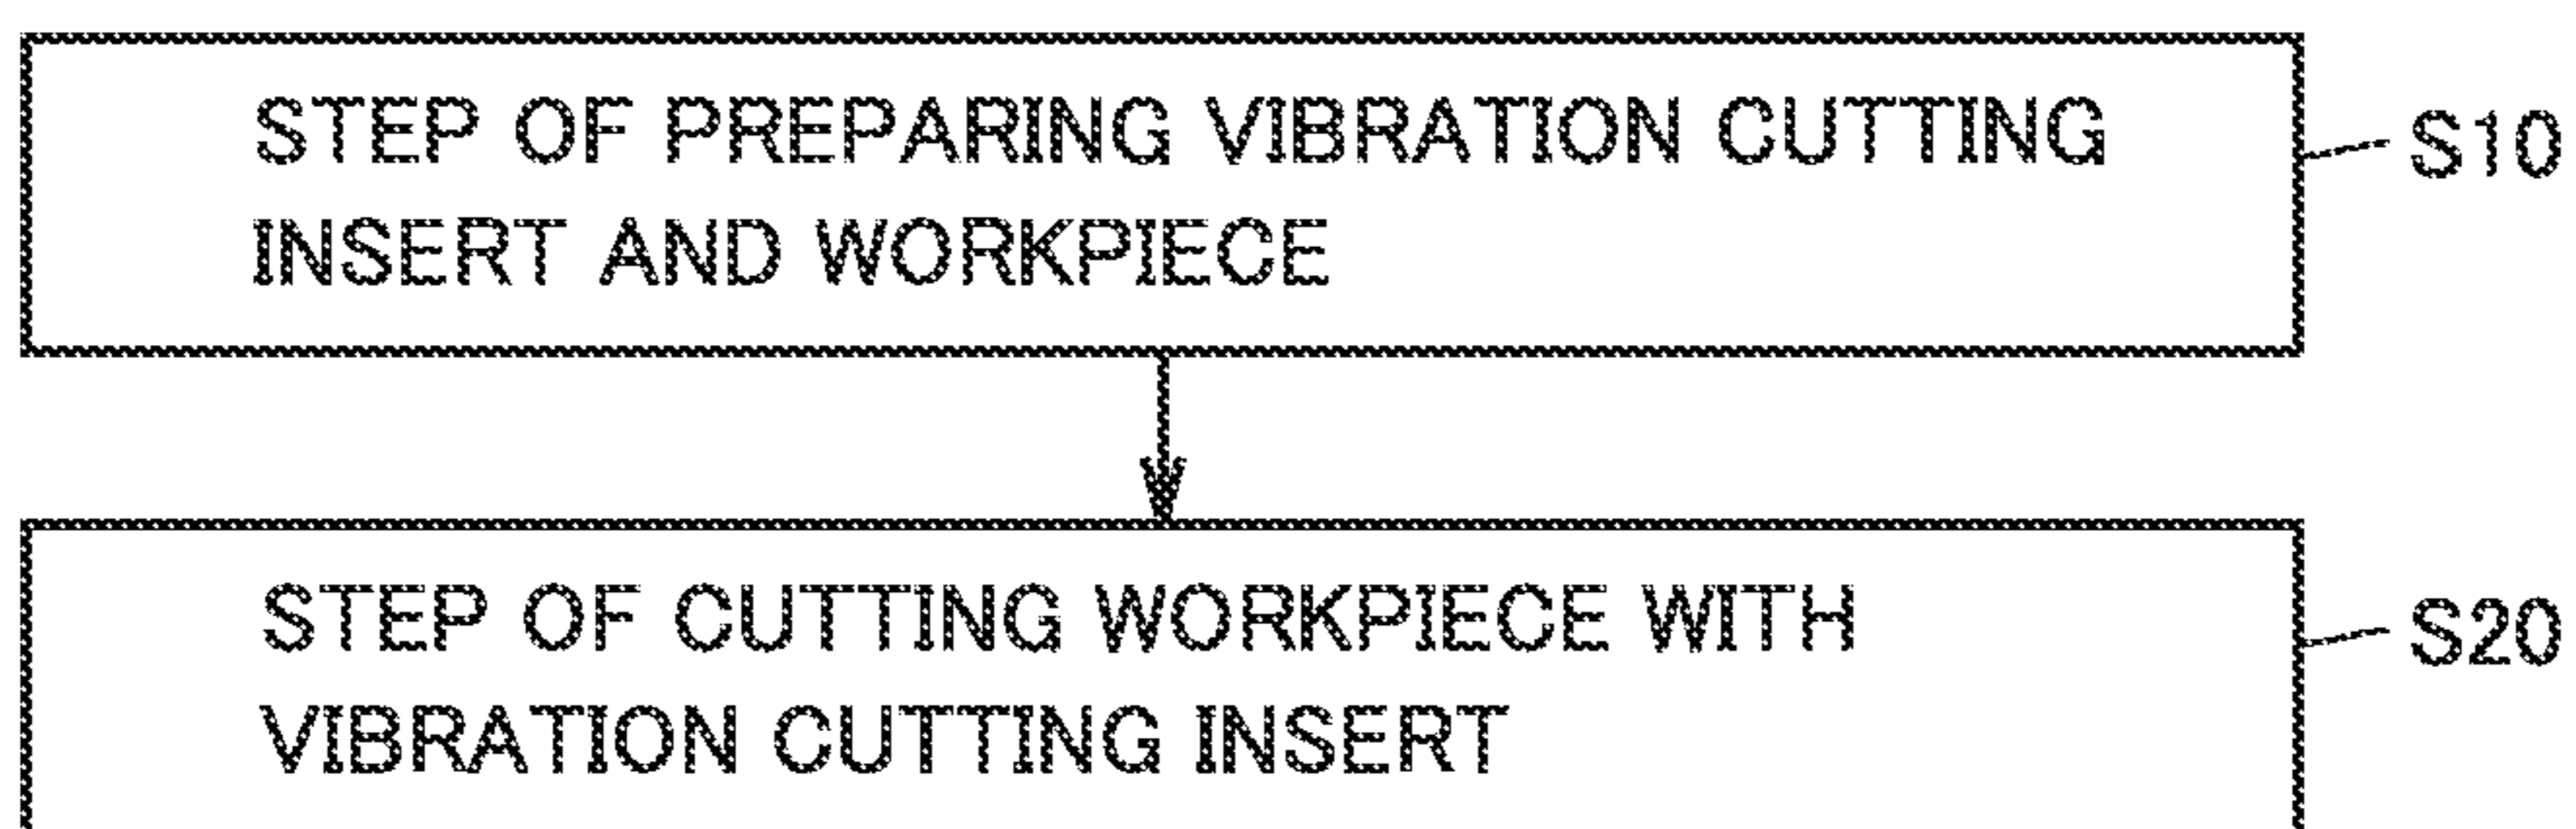 STEP OF PREPARING VIBRATION CUTTING
INSERT AND WORKPIECE
S10
STEP OF CUTTING WORKPIECE WITH
VIBRATION CUTTING INSERT
S20